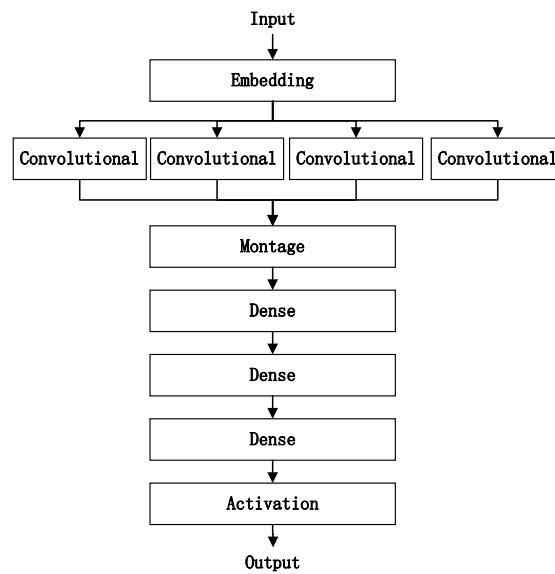 Input
Embedding
Convolutional Convolutional Convolutional Convolutional
Montage
Dense
Dense
Dense
Activation
Output